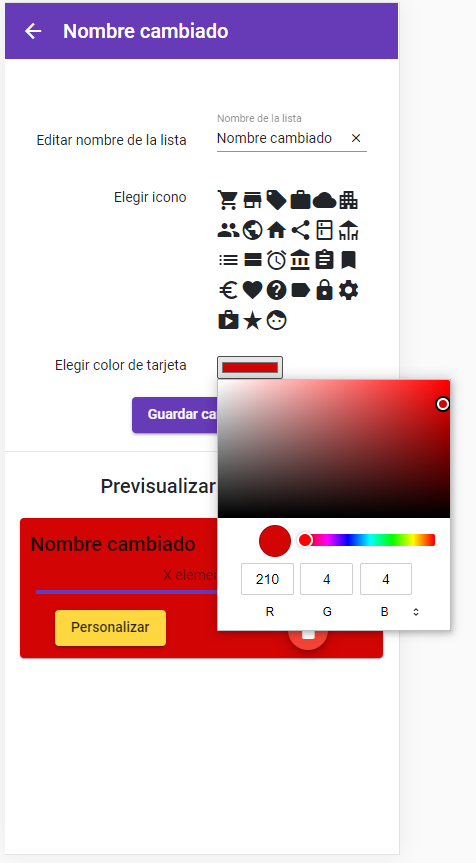 Nombre cambiado
Nombre de la lista
Editar nombre de la lista
Nombre cambiado
Elegir icono
Elegir color de tarjeta
Guardar ca
Previsualizar
Nombre cambiado
X elemen
210 4 4
R G B
Personalizar